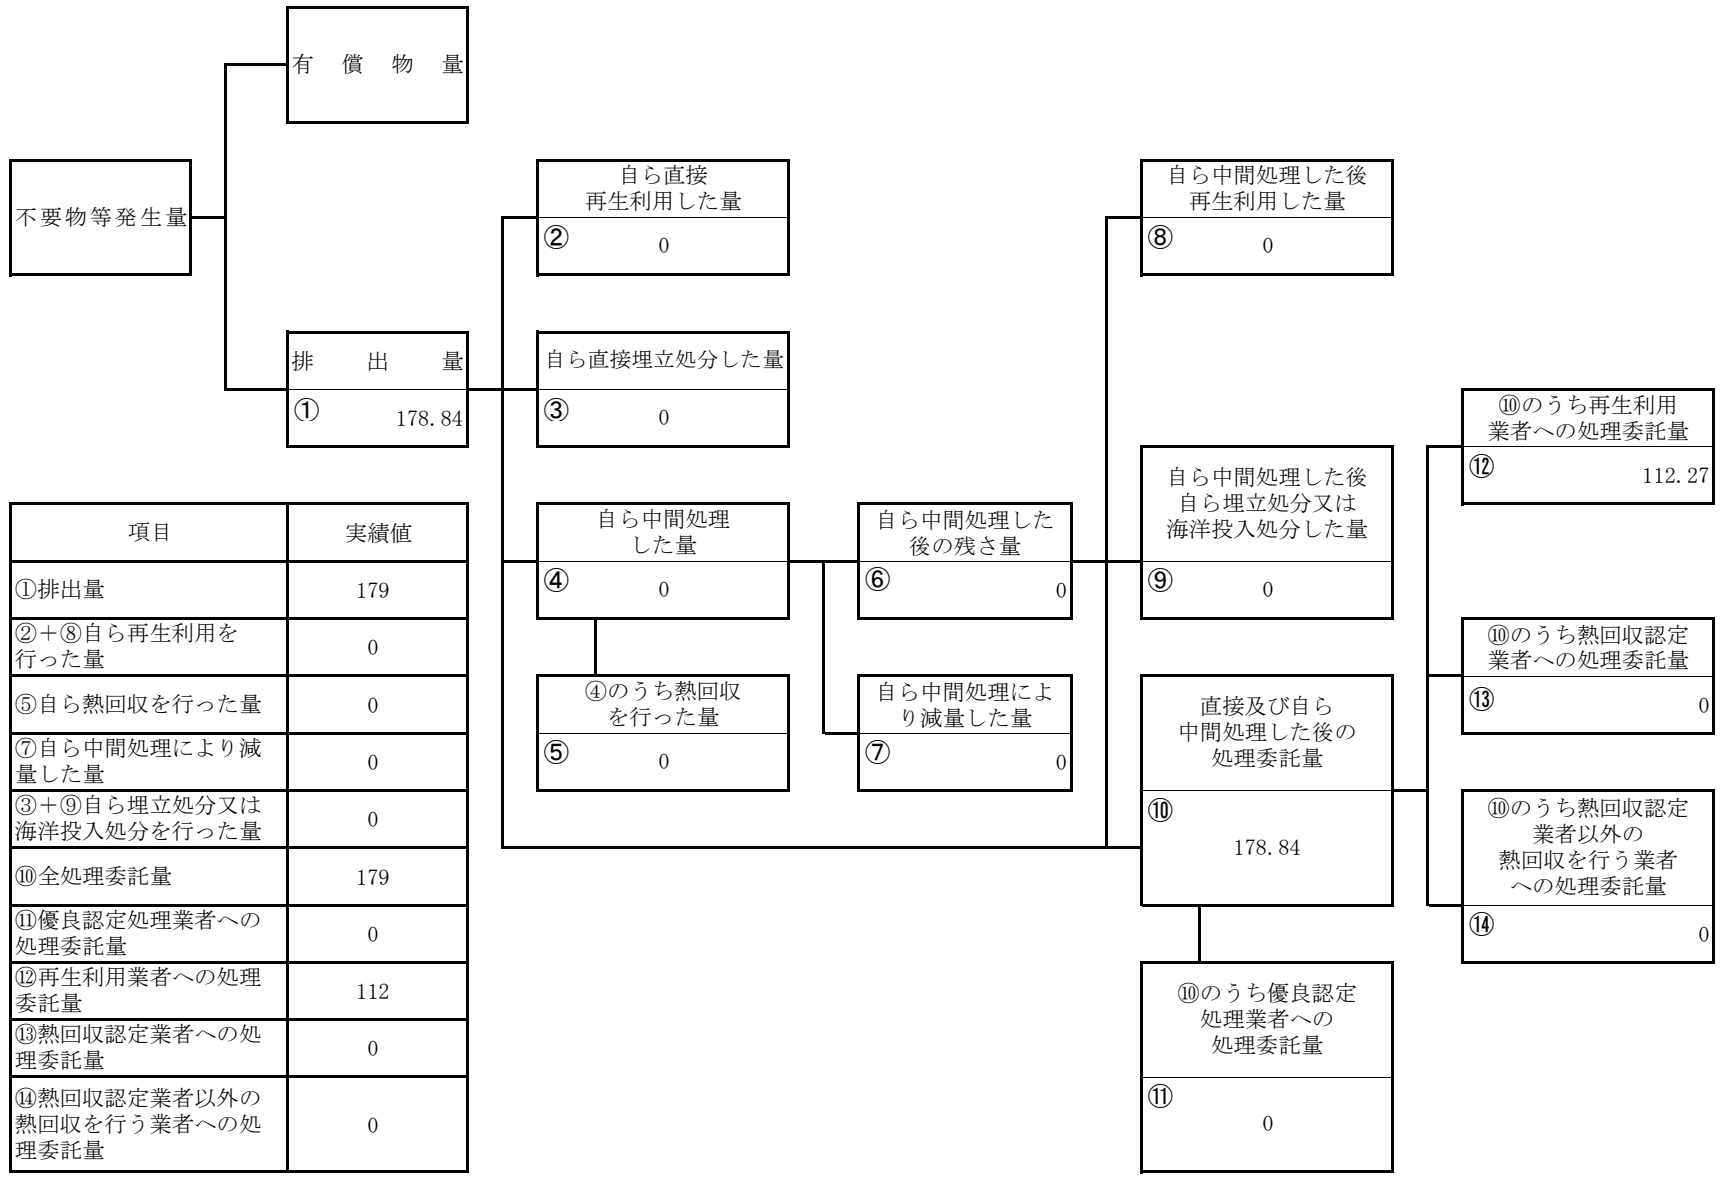 有償物量
不要物等発生量
排出量
①
178.84
自ら直接
再生利用した量
②
0
自ら直接埋立処分した量
③
0
自ら中間処理
した量
④
0
④のうち熱回収
を行った量
⑤
0
自ら中間処理した
後の残さ量
⑥
0
自ら中間処理によ
り減量した量
⑦
0
自ら中間処理した後
再生利用した量
⑧
0
自ら中間処理した後
自ら埋立処分又は
海洋投入処分した量
⑨
0
直接及び自ら
中間処理した後の
処理委託量
⑩
178.84
⑩のうち優良認定
処理業者への
処理委託量
⑪
0
⑩のうち再生利用
業者への処理委託量
⑫
112.27
⑩のうち熱回収認定
業者への処理委託量
⑬
0
⑩のうち熱回収認定
業者以外の
熱回収を行う業者
への処理委託量
⑭
0
項目 実績値
①排出量 179
②+⑧自ら再生利用を
行った量 0
⑤自ら熱回収を行った量 0
⑦自ら中間処理により減
量した量 0
③+⑨自ら埋立処分又は
海洋投入処分を行った量 0
⑩全処理委託量 179
⑪優良認定処理業者への
処理委託量 0
⑫再生利用業者への処理
委託量 112
⑬熱回収認定業者への処
理委託量 0
⑭熱回収認定業者以外の
熱回収を行う業者への処
理委託量 0